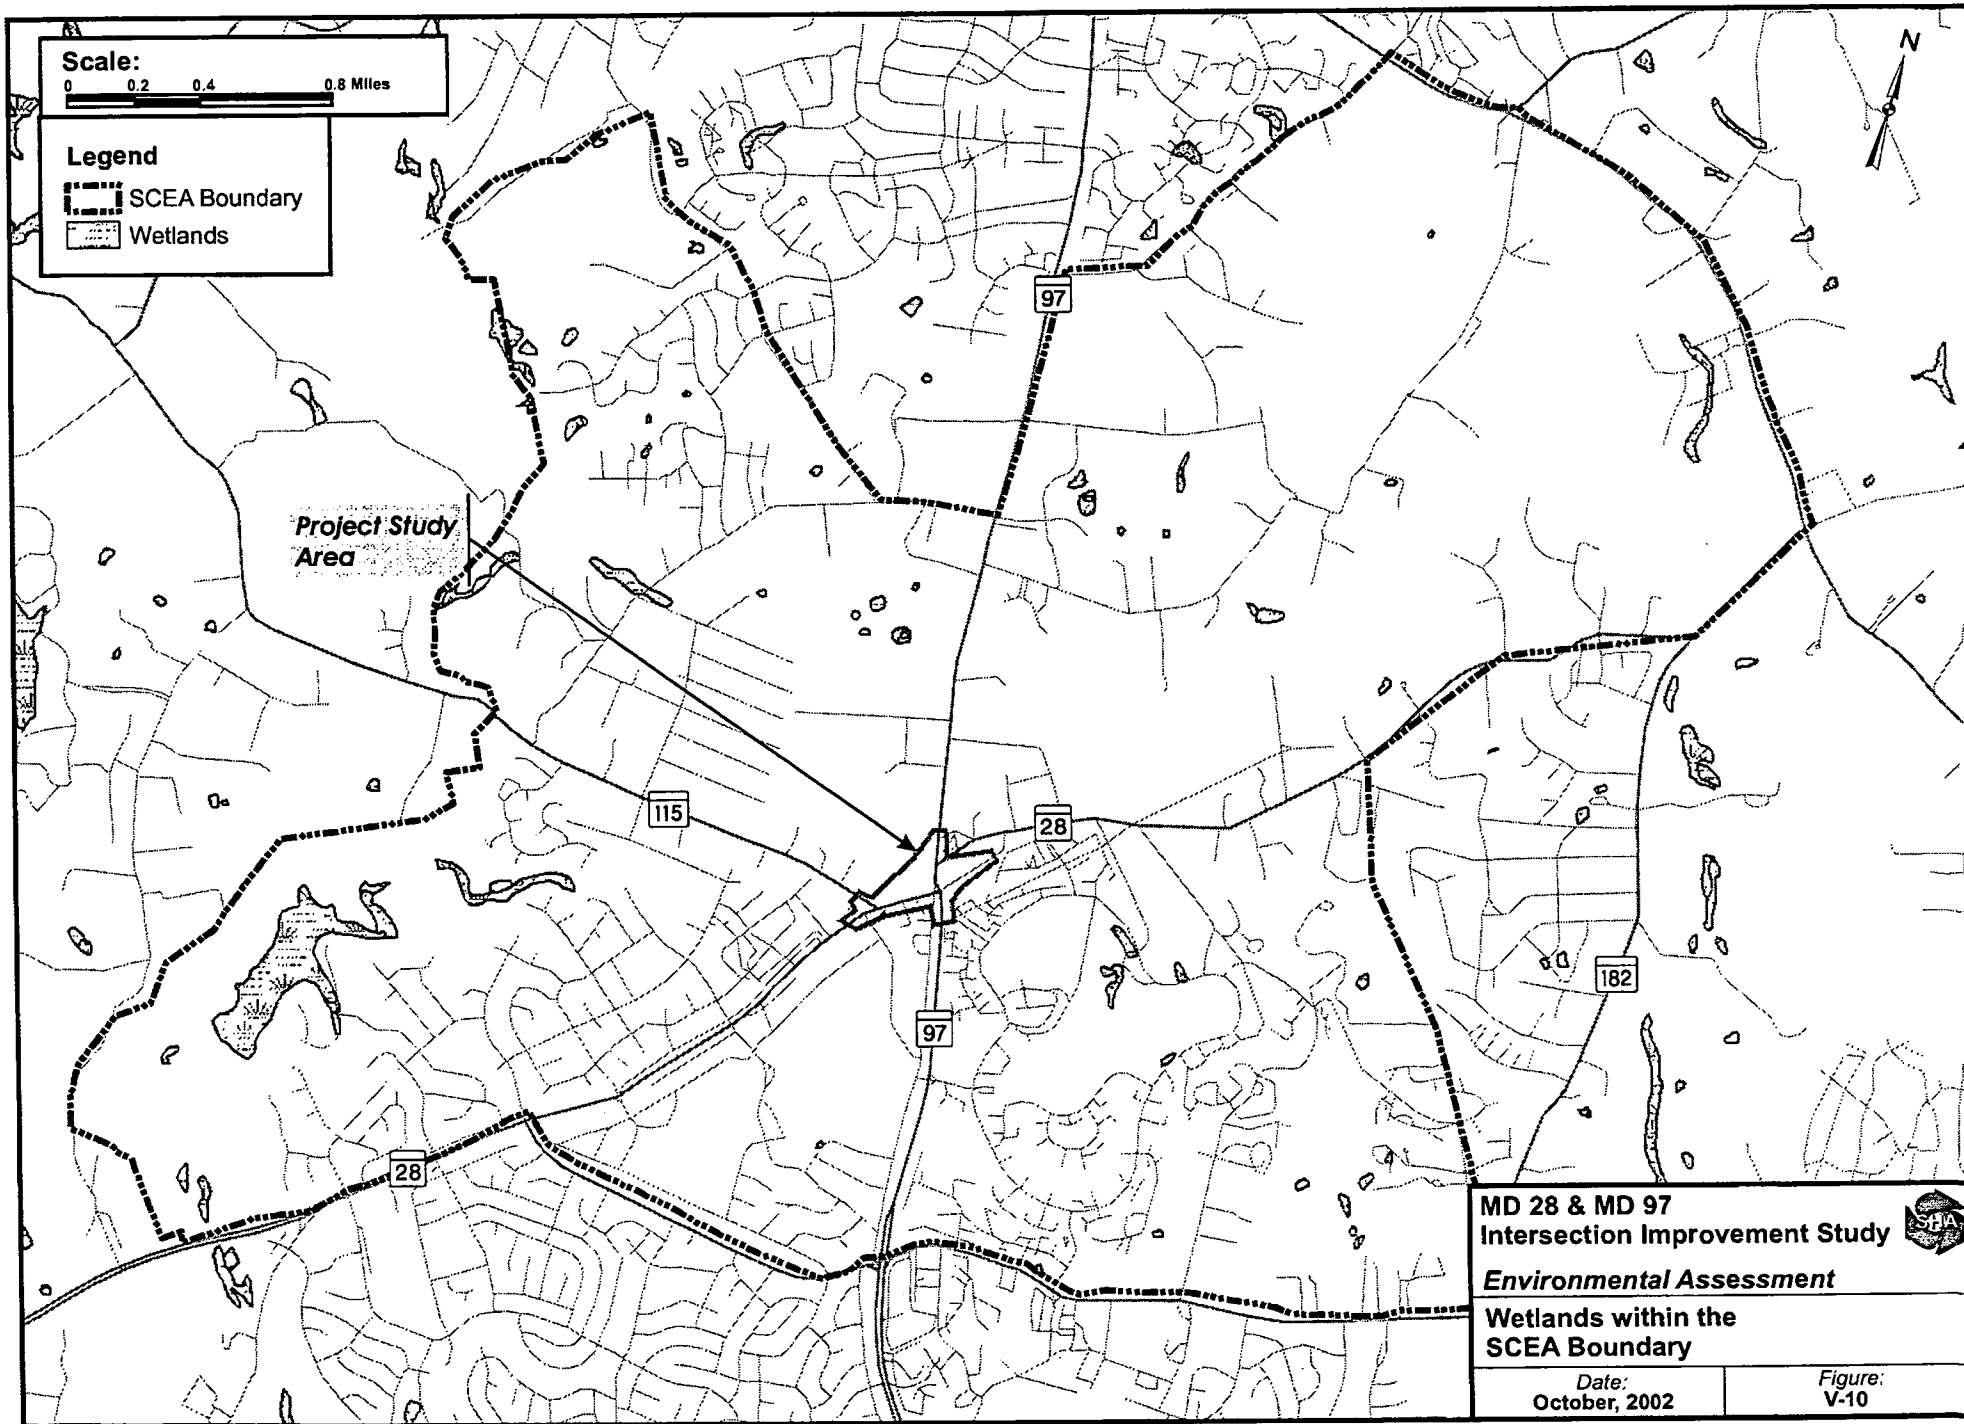 Scale:
0 0.2 0.4 0.8 Miles
Legend
SCEA Boundary
Wetlands
N
97
Project Study
Area
115
28
182
97
28
MD 28 & MD 97
Intersection Improvement Study
SHA
Environmental Assessment
Wetlands within the
SCEA Boundary
Date:
October, 2002
Figure:
V-10